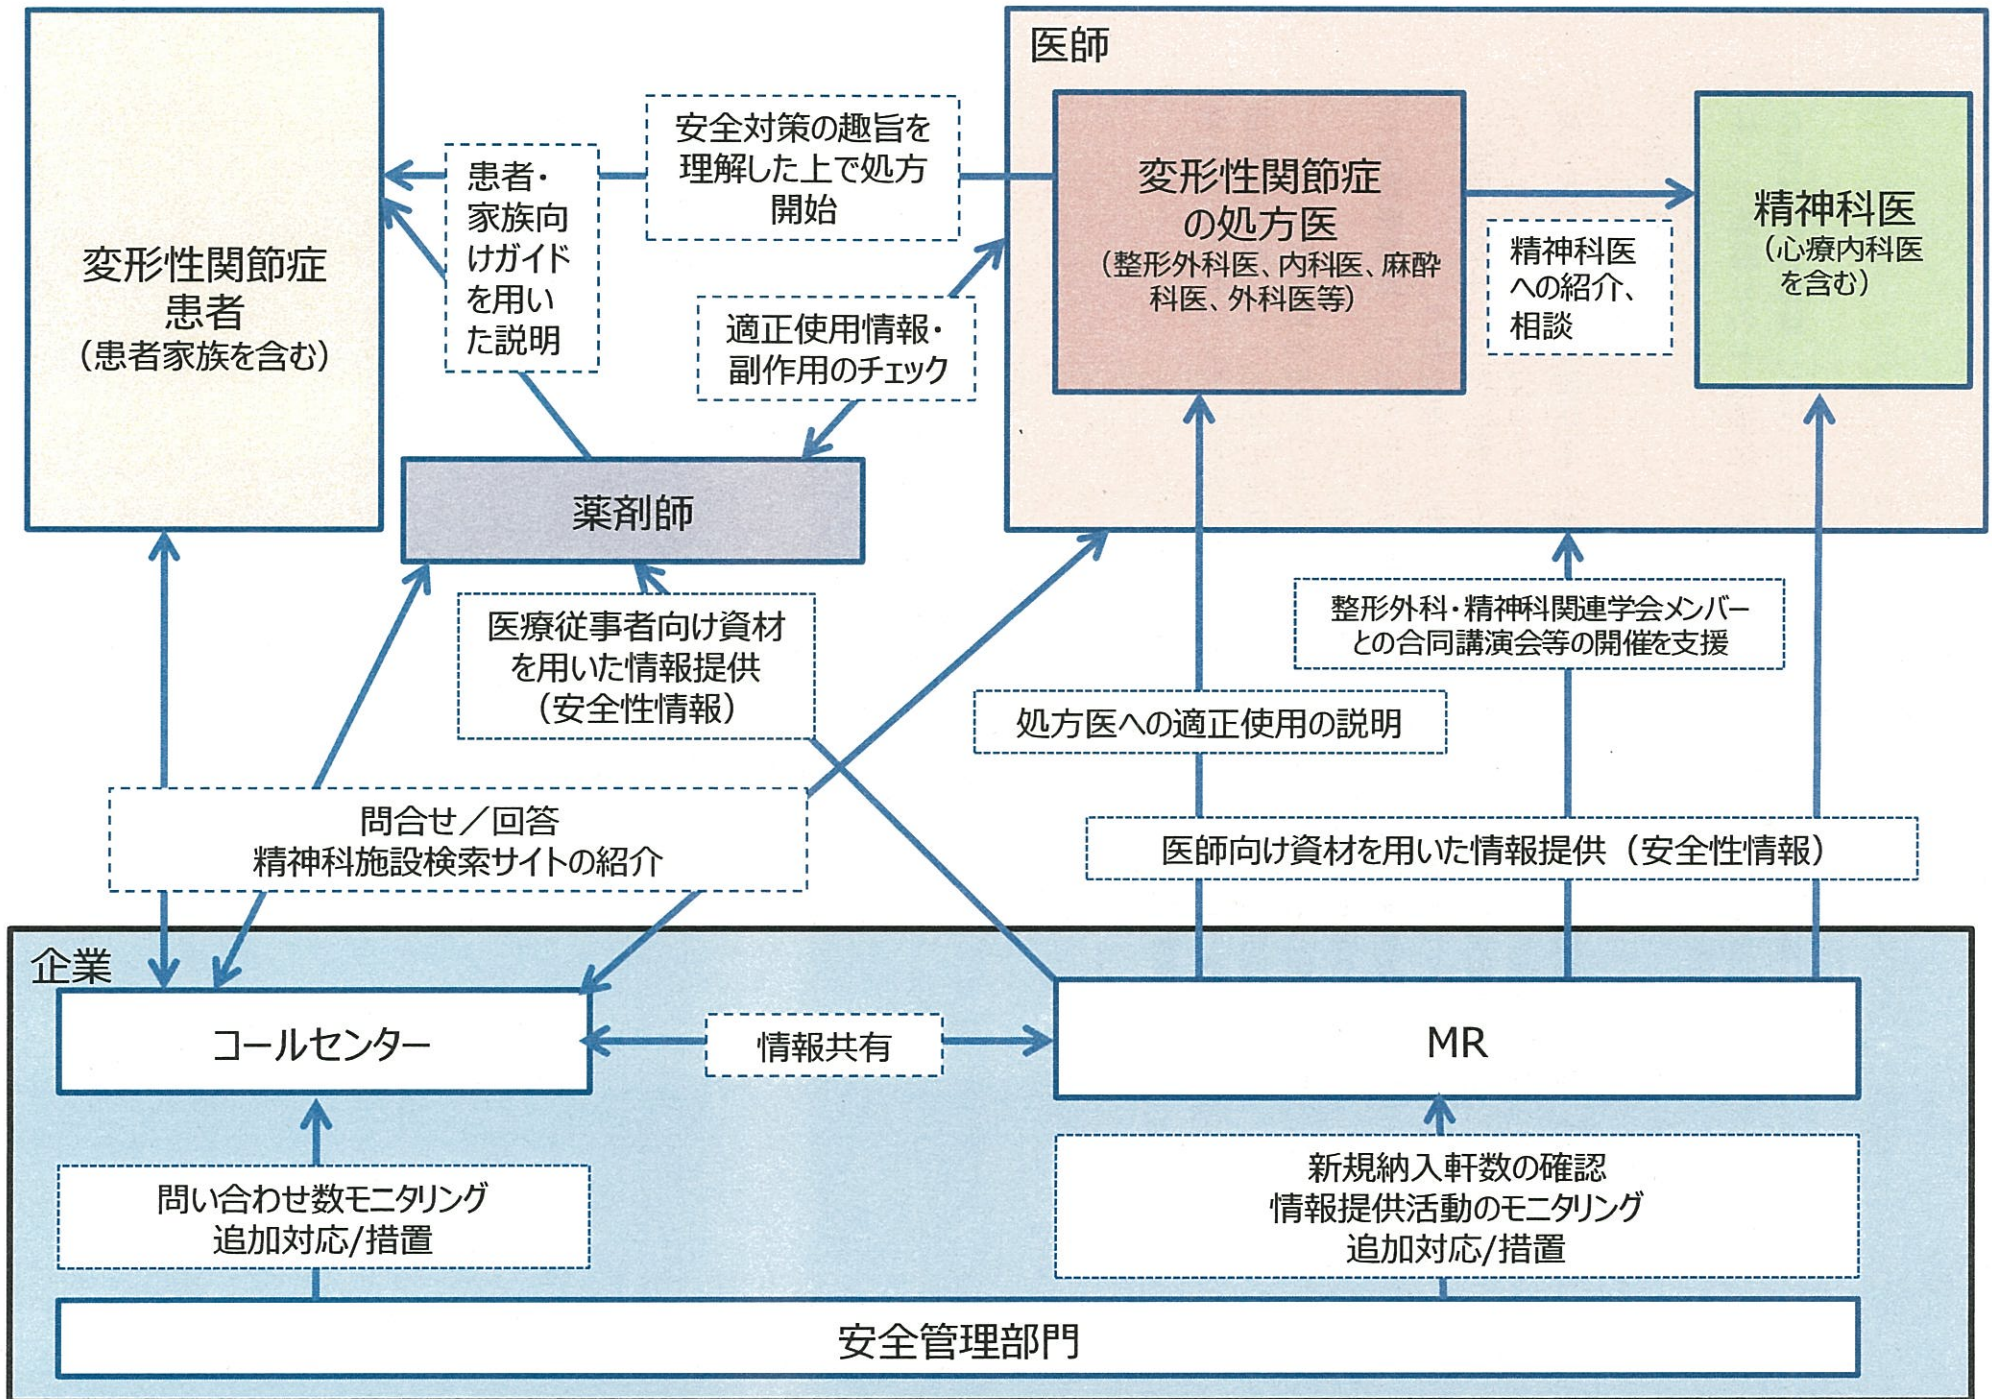 医師
安全対策の趣旨を
理解した上で処方
開始
患者・
家族向
けガイド
を用い
た説明
変形性関節症
の処方医
（整形外科医、内科医、麻酔
科医、外科医等）
精神科医
（心療内科医
を含む）
精神科医
への紹介、
相談
変形性関節症
患者
（患者家族を含む）
適正使用情報・
副作用のチェック
薬剤師
医療従事者向け資材
を用いた情報提供
（安全性情報）
整形外科・精神科関連学会メンバー
との合同講演会等の開催を支援
処方医への適正使用の説明
問合せ／回答
精神科施設検索サイトの紹介
医師向け資材を用いた情報提供（安全性情報）
企業
コールセンター
情報共有
MR
問い合わせ数モニタリング
追加対応/措置
新規納入軒数の確認
情報提供活動のモニタリング
追加対応/措置
安全管理部門